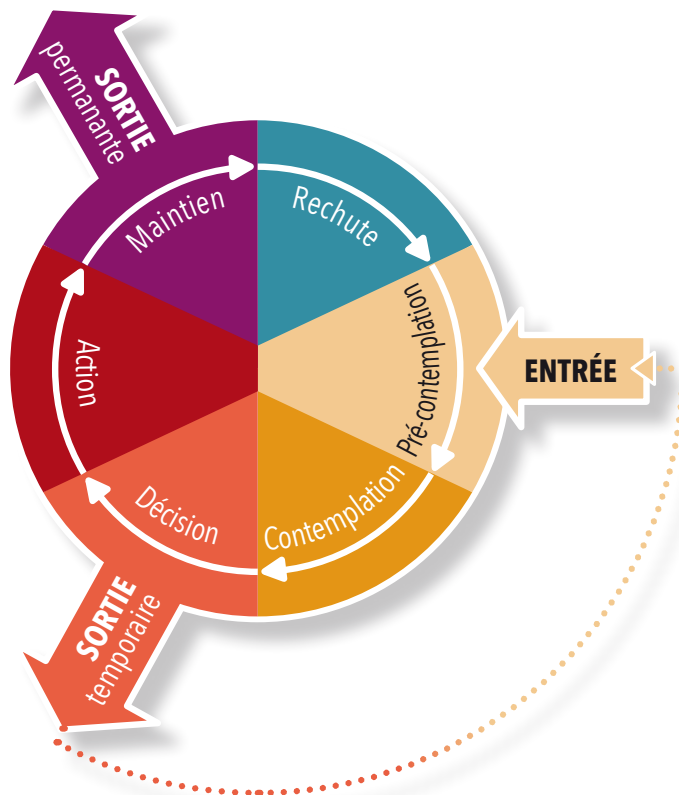 SORTIE
permanante
Maintien
Rechute
Pré-contemplation
ENTRÉE
Action
Contemplation
Décision
SORTIE
temporaire